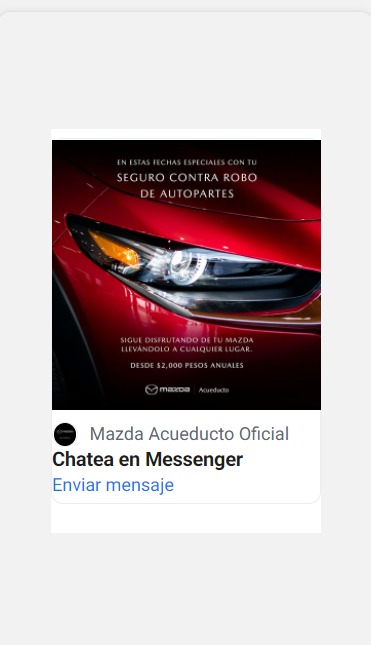 EN ESTAS FECHAS ESPECIALES CON TU
SEGURO CONTRA ROBO
DE AUTOPARTES
SIGUE DISFRUTANDO DE TU MAZDA
LLEVÁNDOLO A CUALQUIER LUGAR.
DESDE $2,000 PESOS ANUALES
mazda | Acueducto
Mazda Acueducto Oficial
Chatea en Messenger
Enviar mensaje